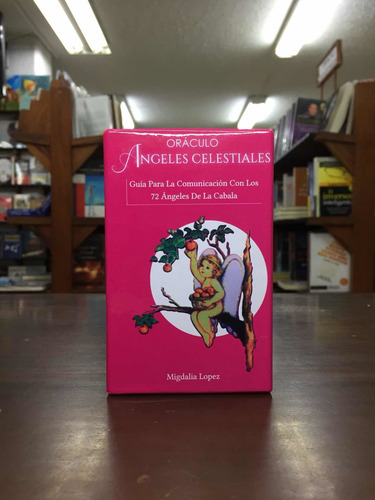 ORÁCULO
ÁNGELES CELESTIALES
Guía Para La Comunicación Con Los
72 Ángeles De La Cabala
Migdalia Lopez